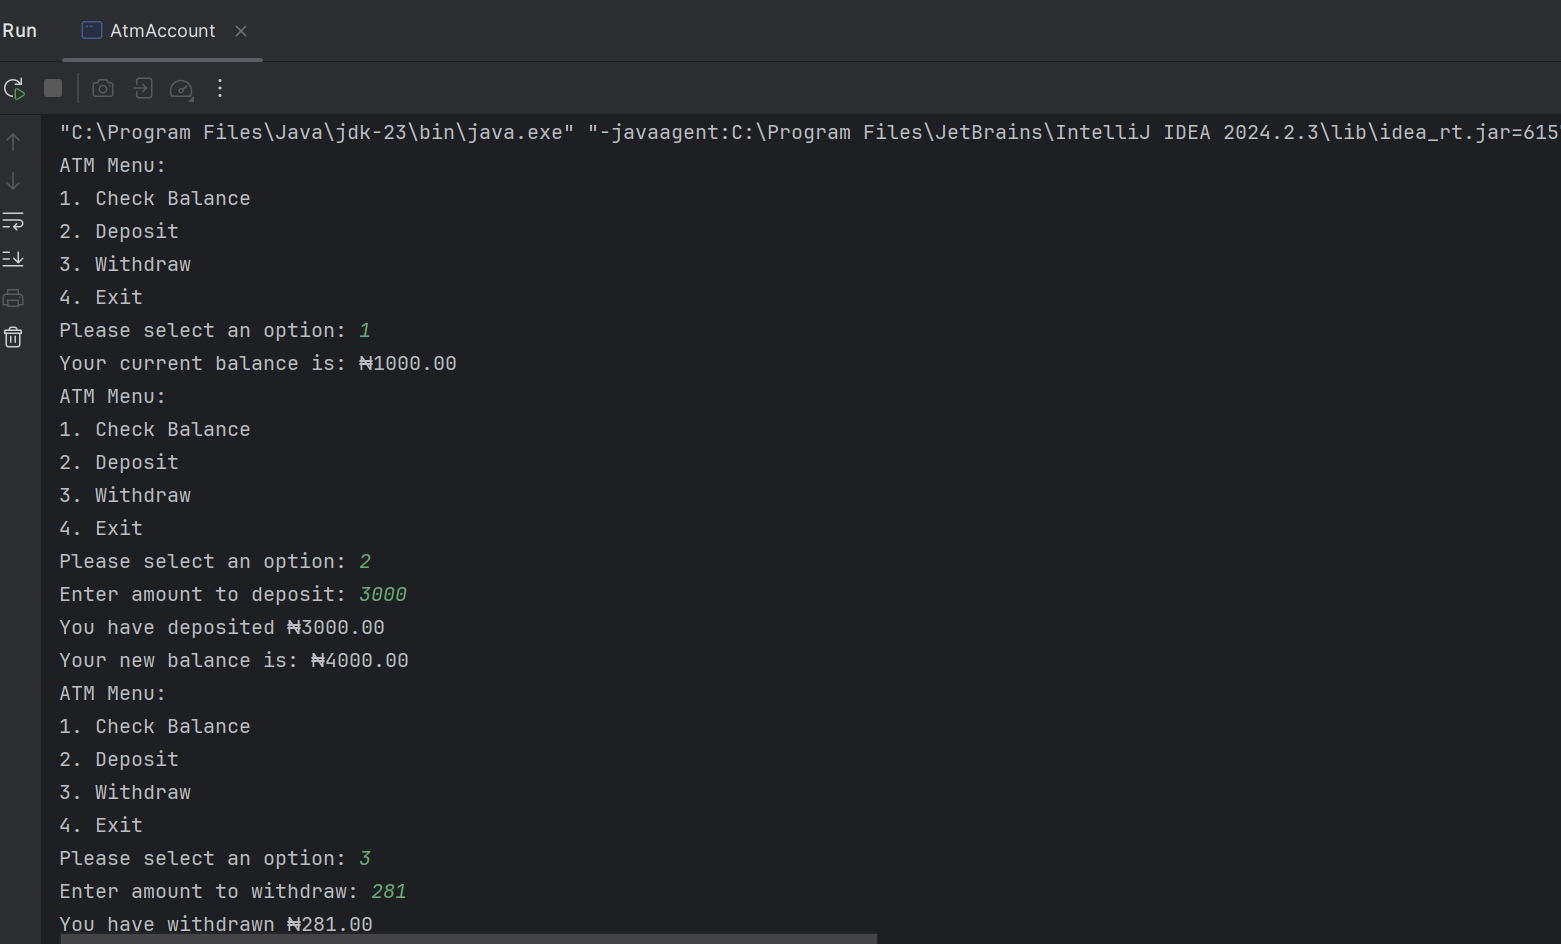 Run AtmAccount
"C:\Program Files\Java\jdk-23\bin\java.exe" "-javaagent:C:\Program Files\JetBrains\IntelliJ IDEA 2024.2.3\lib\idea_rt.jar=615
ATM Menu:
1. Check Balance
2. Deposit
3. Withdraw
4. Exit
Please select an option: 1
Your current balance is: ₦1000.00
ATM Menu:
1. Check Balance
2. Deposit
3. Withdraw
4. Exit
Please select an option: 2
Enter amount to deposit: 3000
You have deposited ₦3000.00
Your new balance is: ₦4000.00
ATM Menu:
1. Check Balance
2. Deposit
3. Withdraw
4. Exit
Please select an option: 3
Enter amount to withdraw: 281
You have withdrawn ₦281.00